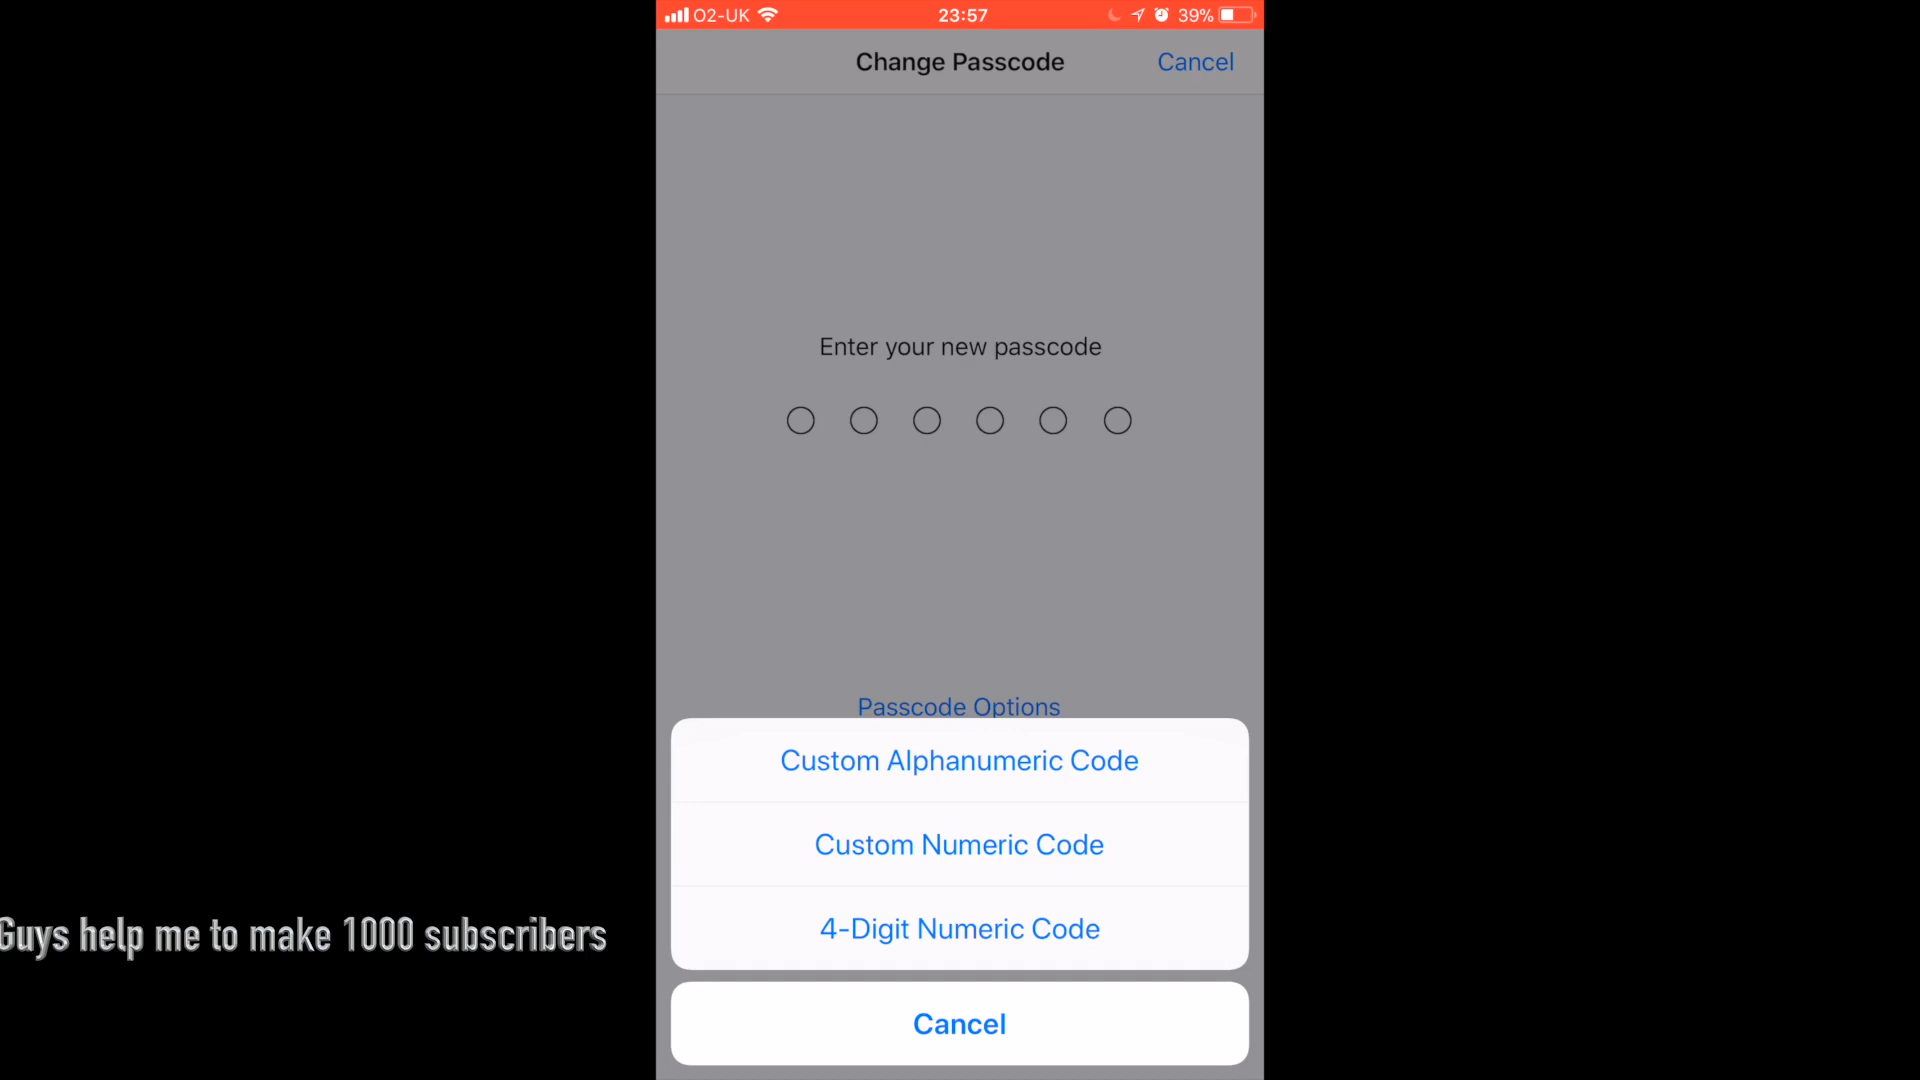 O2-UK
23:57
39%
Change Passcode
Cancel
Enter your new passcode
Passcode Options
Custom Alphanumeric Code
Custom Numeric Code
4-Digit Numeric Code
Guys help me to make 1000 subscribers
Cancel